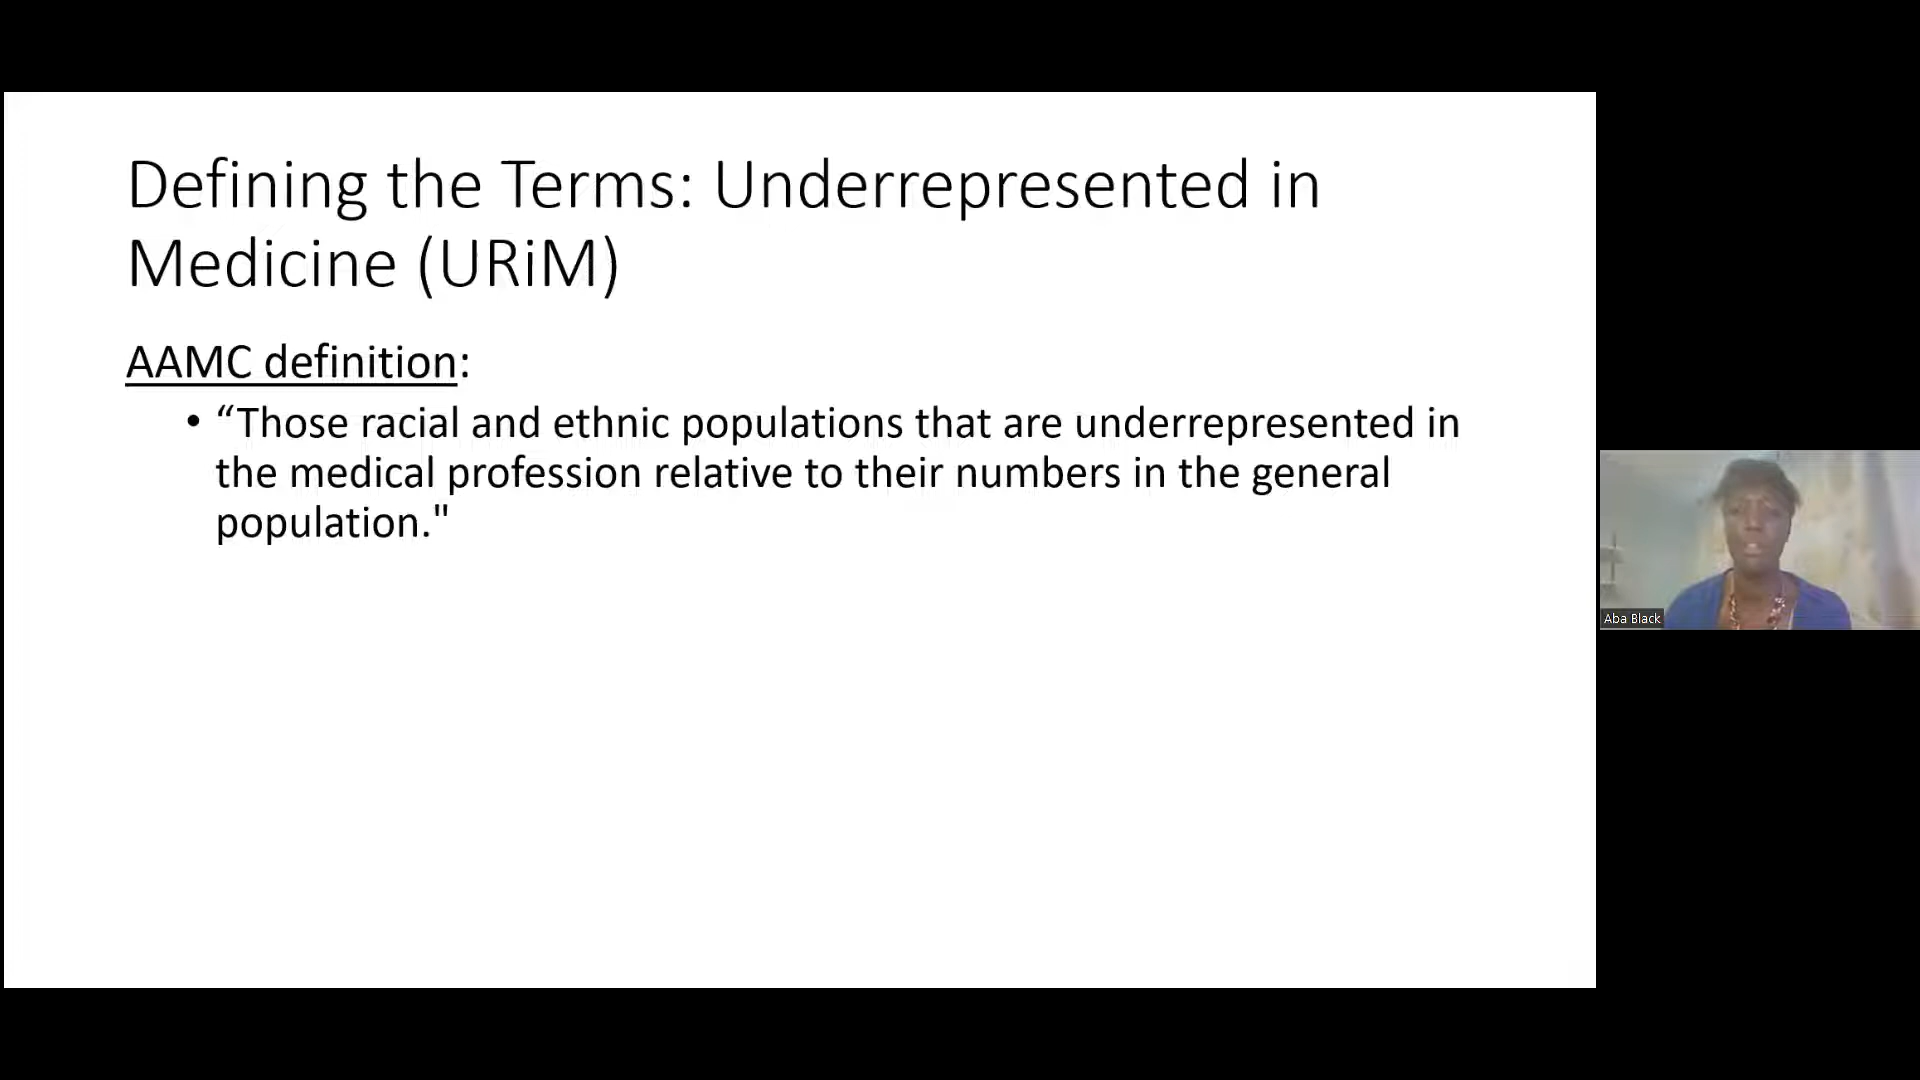 Defining the Terms: Underrepresented in
Medicine (URiM)
AAMC definition:
• “Those racial and ethnic populations that are underrepresented in
the medical profession relative to their numbers in the general
population."
Aba Black